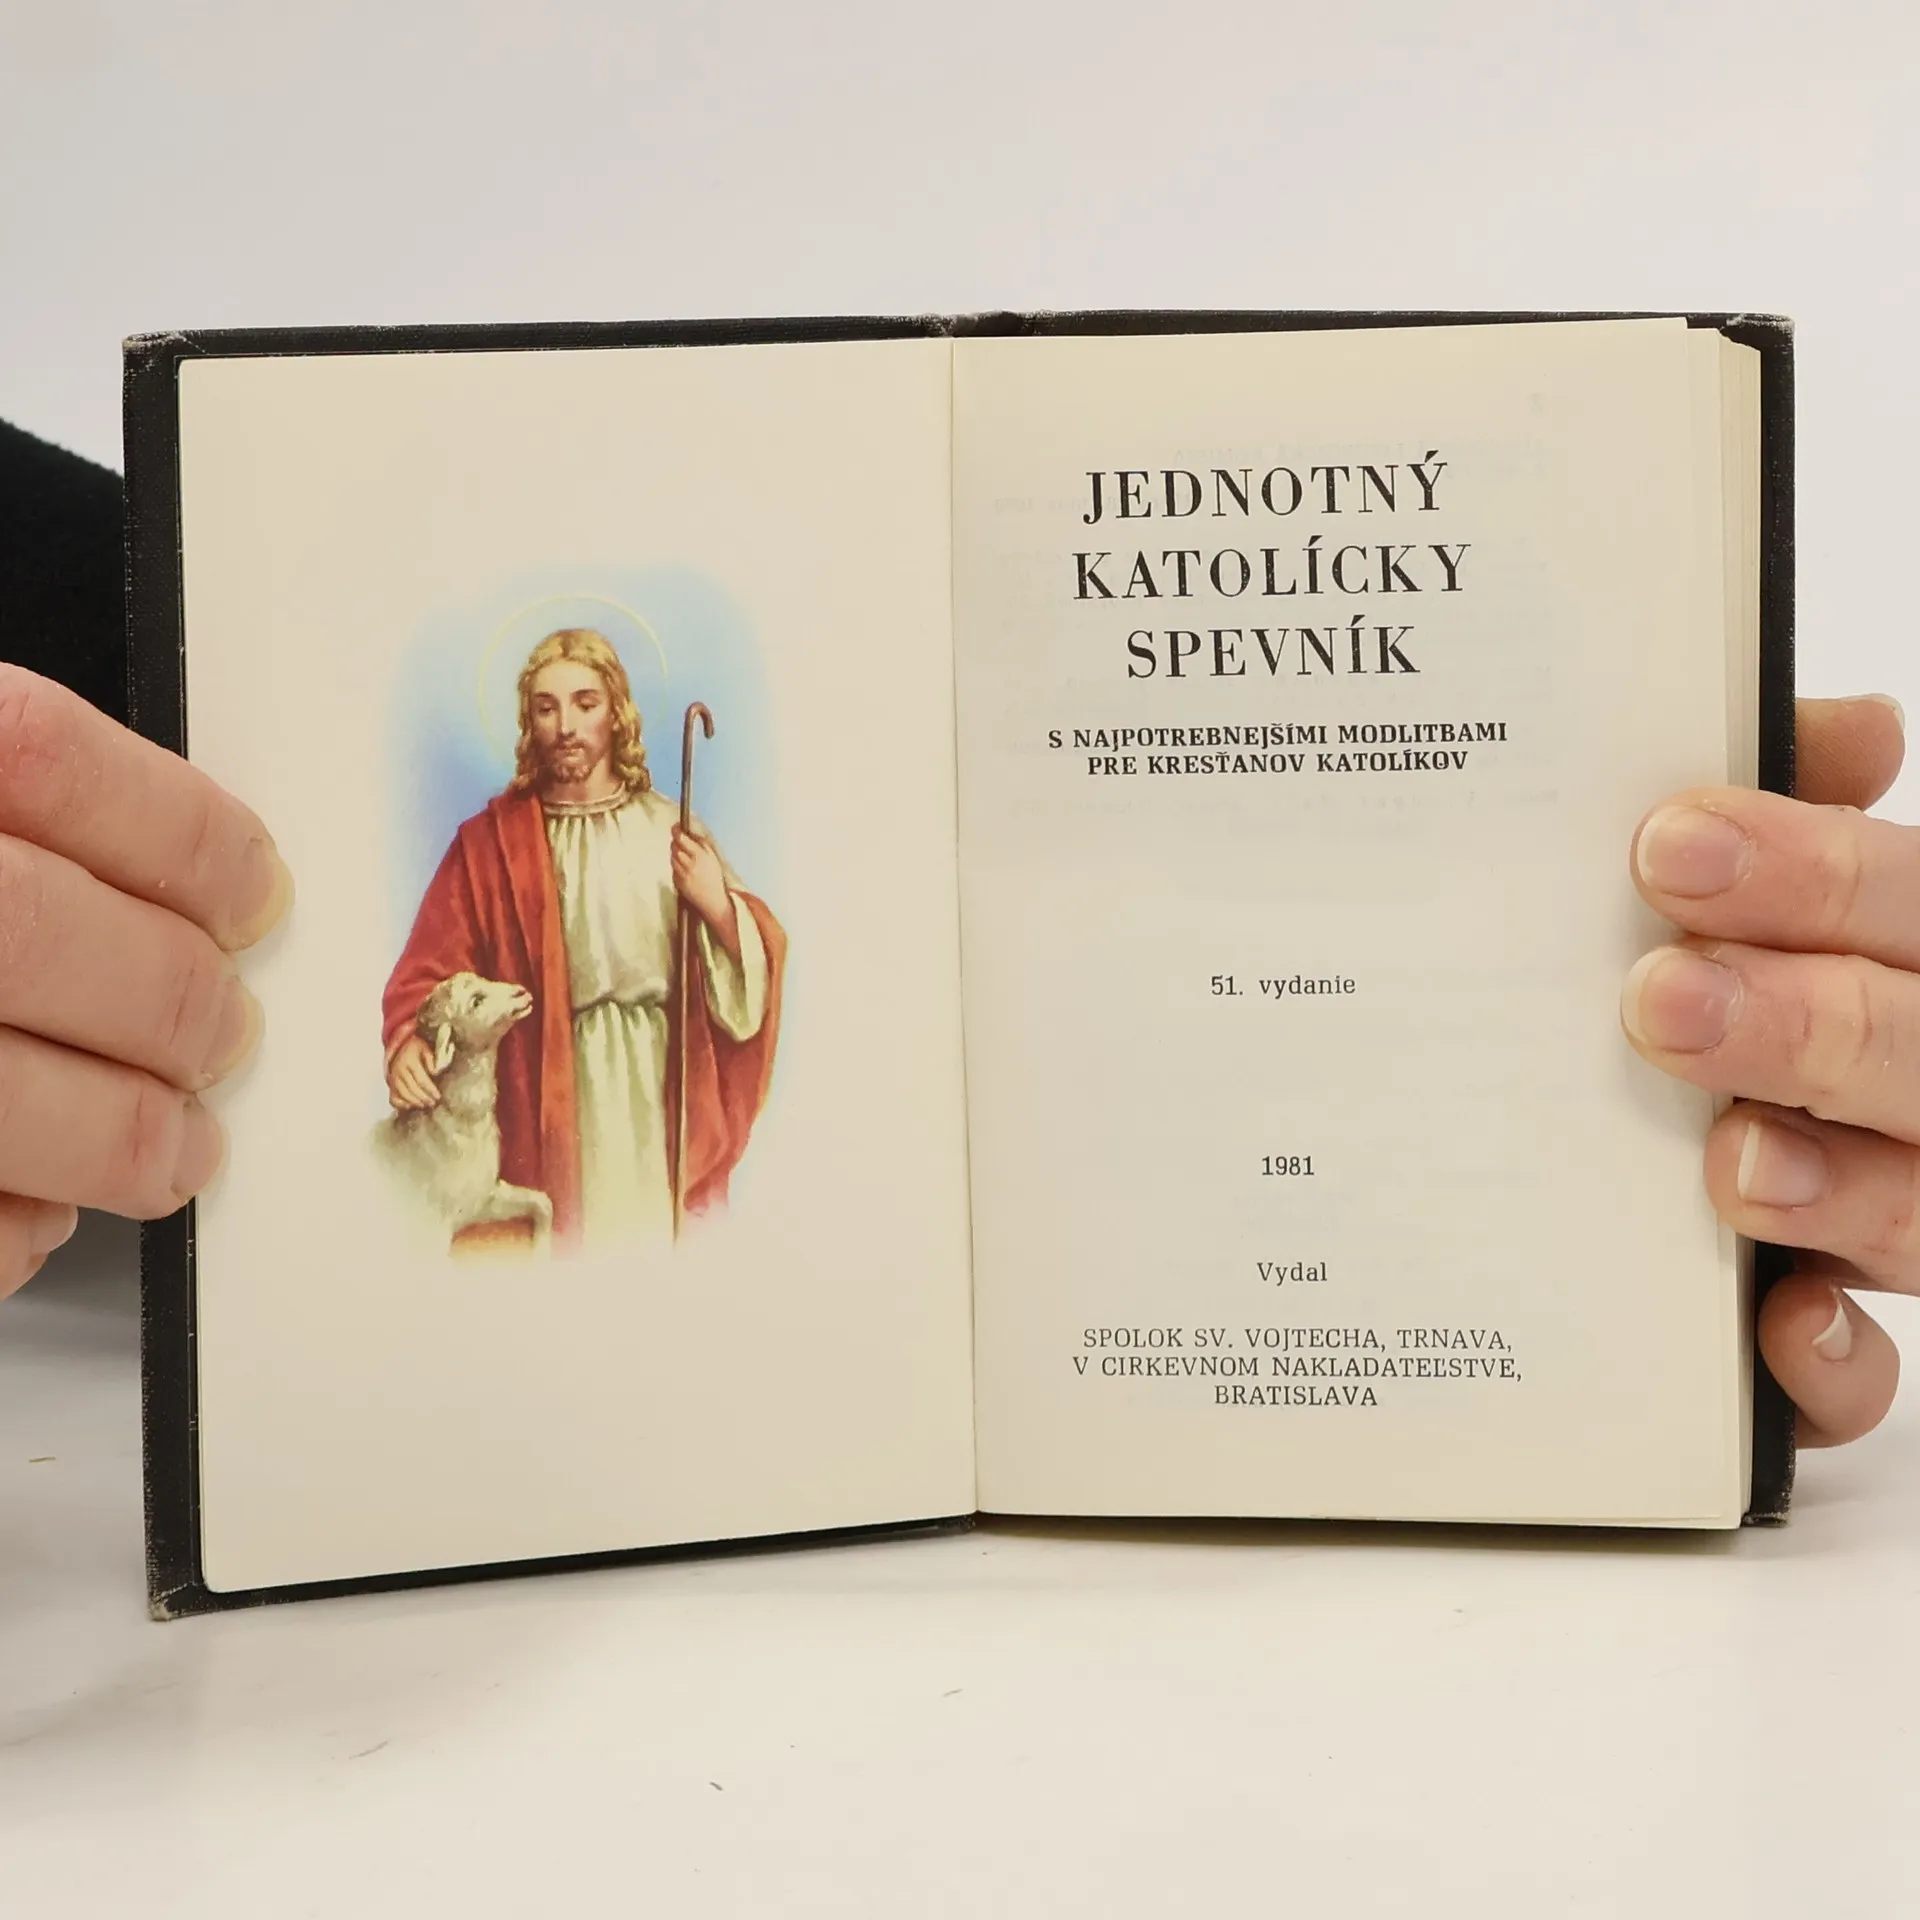 JEDNOTNÝ
KATOLÍCKY
SPEVNÍK
S NAJPOTREBNEJŠÍMI MODLITBAMI
PRE KRESŤANOV KATOLÍKOV
51. vydanie
1981
Vydal
SPOLOK SV. VOJTECHA, TRNAVA,
V CIRKEVNOM NAKLADATEĽSTVE,
BRATISLAVA